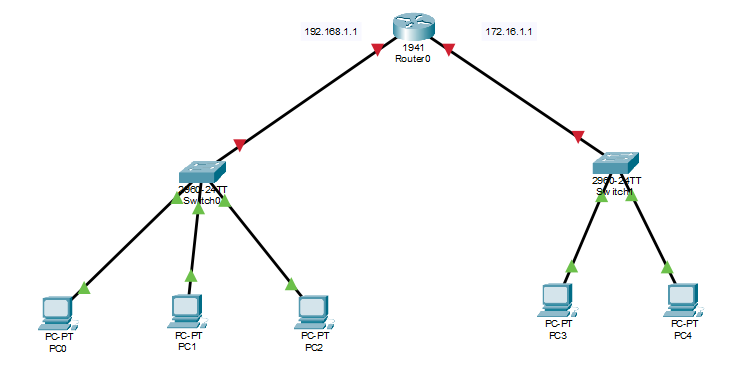 192.168.1.1
172.16.1.1
1941
Router0
2960-24TT
Switch0
2960-24TT
Switch1
PC-PT
PC0
PC-PT
PC1
PC-PT
PC2
PC-PT
PC3
PC-PT
PC4